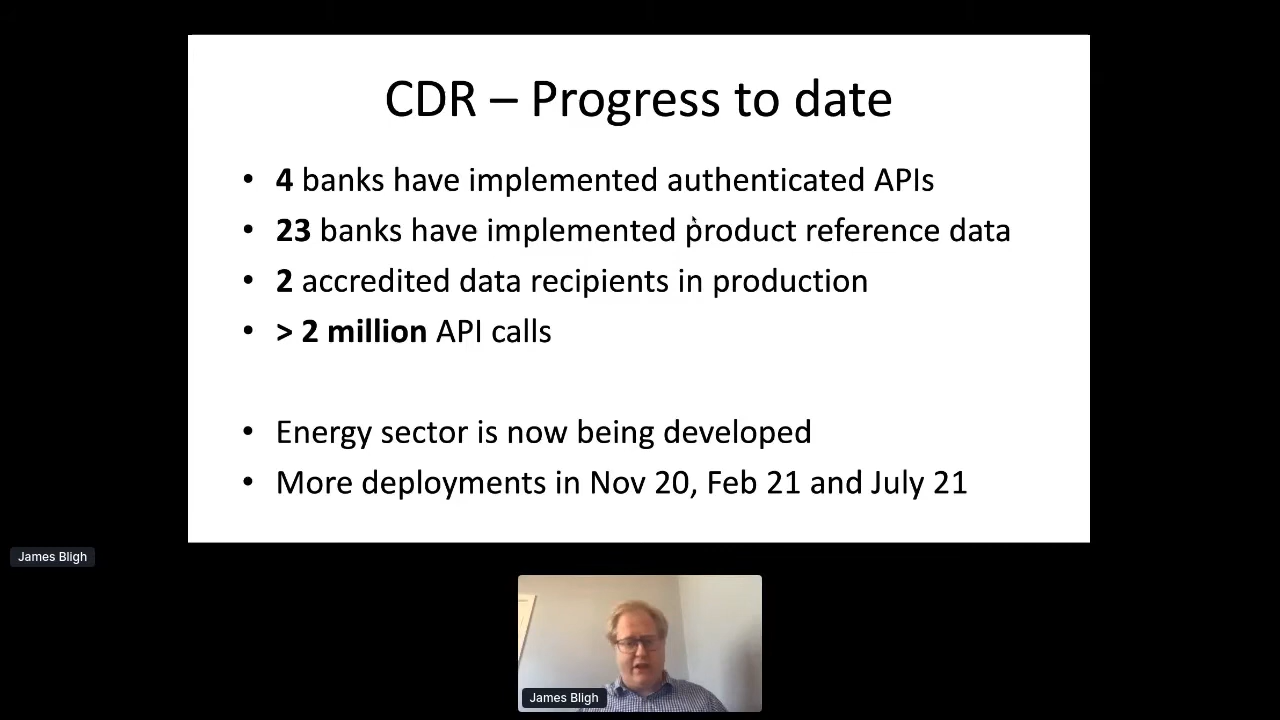 CDR – Progress to date
• 4 banks have implemented authenticated APIs
• 23 banks have implemented product reference data
• 2 accredited data recipients in production
• > 2 million API calls
• Energy sector is now being developed
• More deployments in Nov 20, Feb 21 and July 21
James Bligh
James Bligh